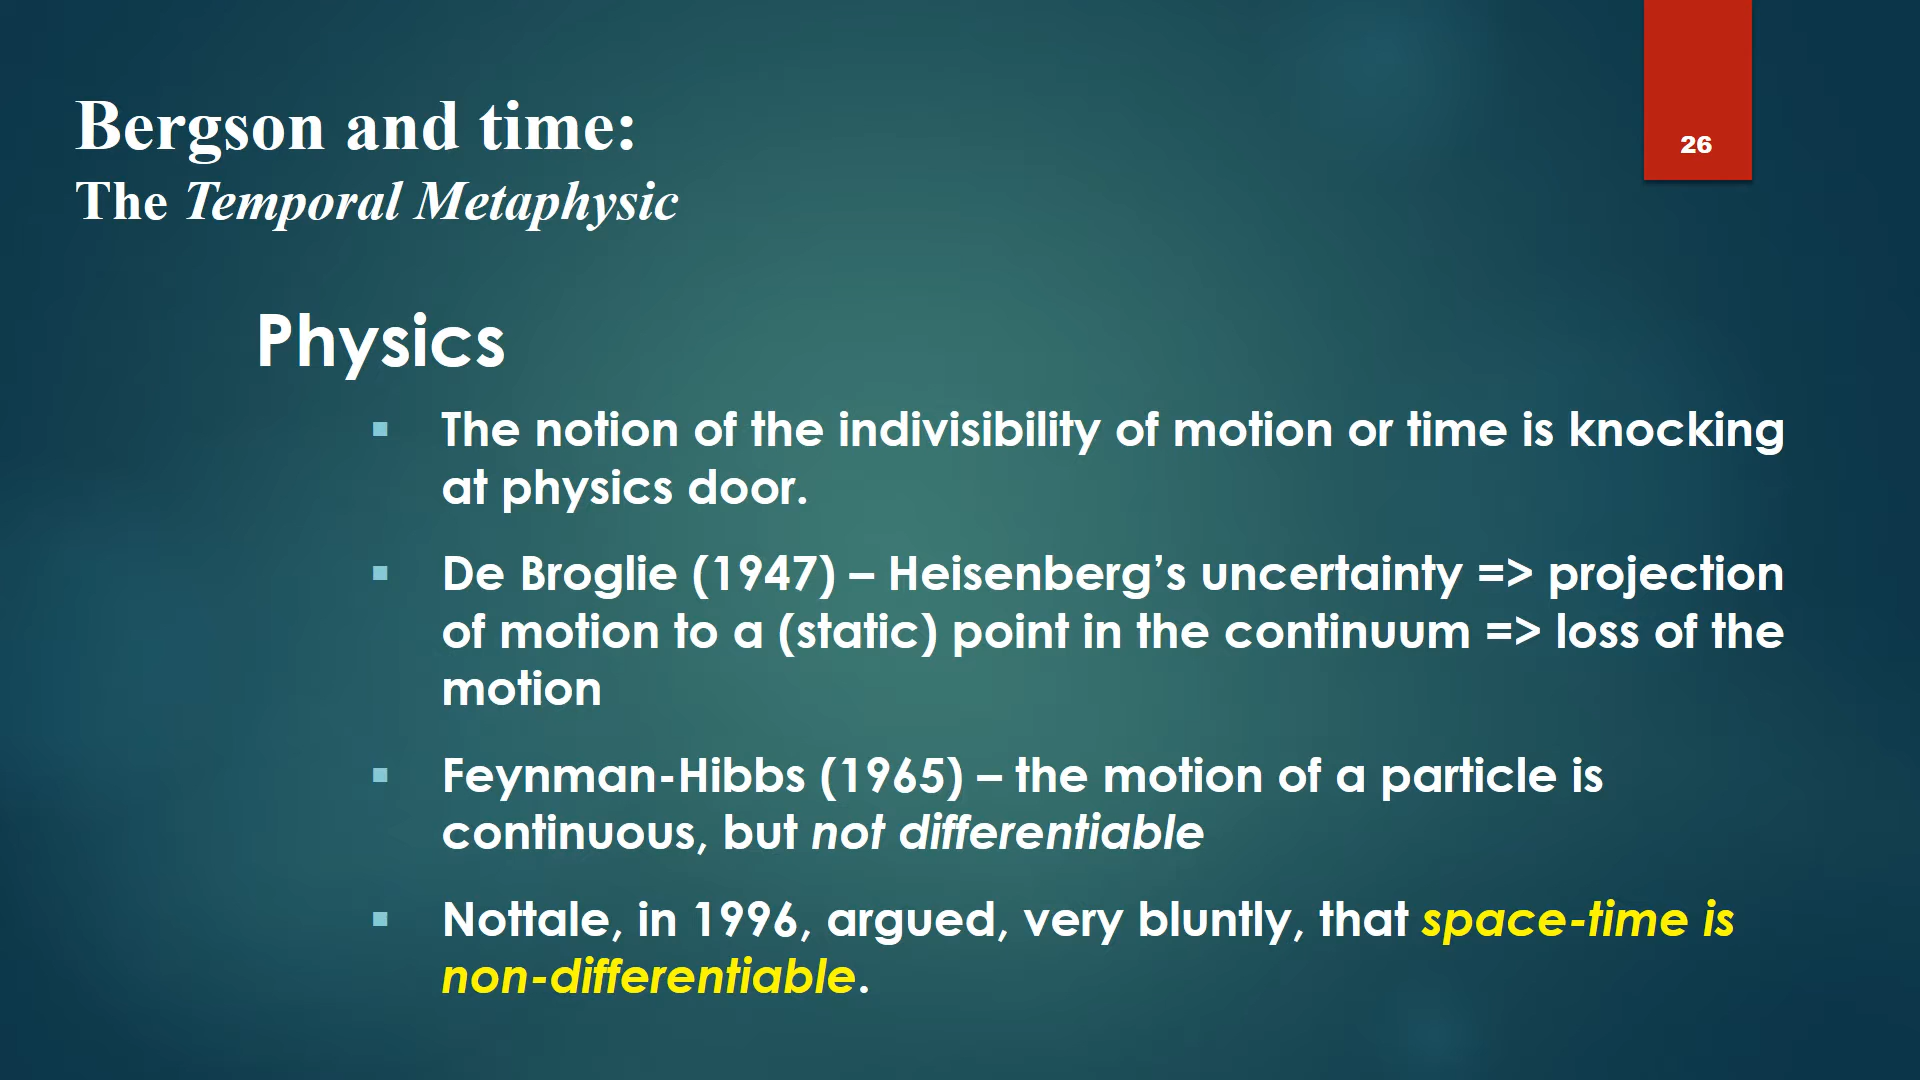 Bergson and time:
The Temporal Metaphysic
26
Physics
▪ The notion of the indivisibility of motion or time is knocking
at physics door.
▪ De Broglie (1947) – Heisenberg’s uncertainty => projection
of motion to a (static) point in the continuum => loss of the
motion
▪ Feynman-Hibbs (1965) – the motion of a particle is
continuous, but not differentiable
▪ Nottale, in 1996, argued, very bluntly, that space-time is
non-differentiable.